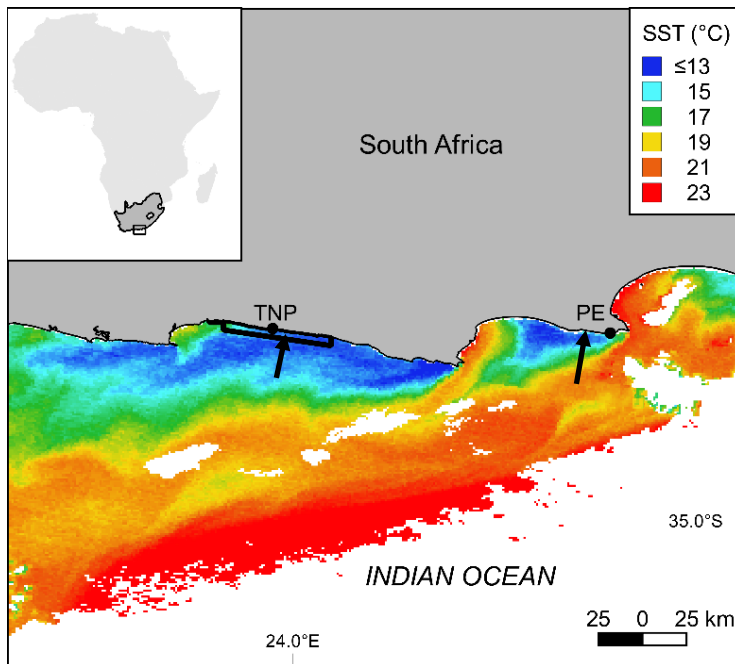 SST (°C)
≤13
15
17
19
21
23
South Africa
TNP
PE
35.0°S
INDIAN OCEAN
25 0 25 km
24.0°E